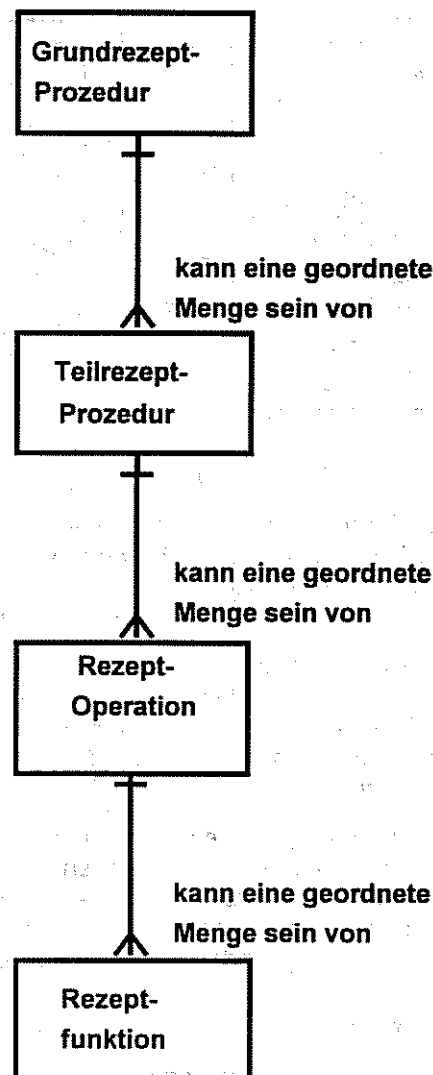 Grundrezept-
Prozedur
kann eine geordnete
Menge sein von
Teilrezept-
Prozedur
kann eine geordnete
Menge sein von
Rezept-
Operation
kann eine geordnete
Menge sein von
Rezept-
funktion